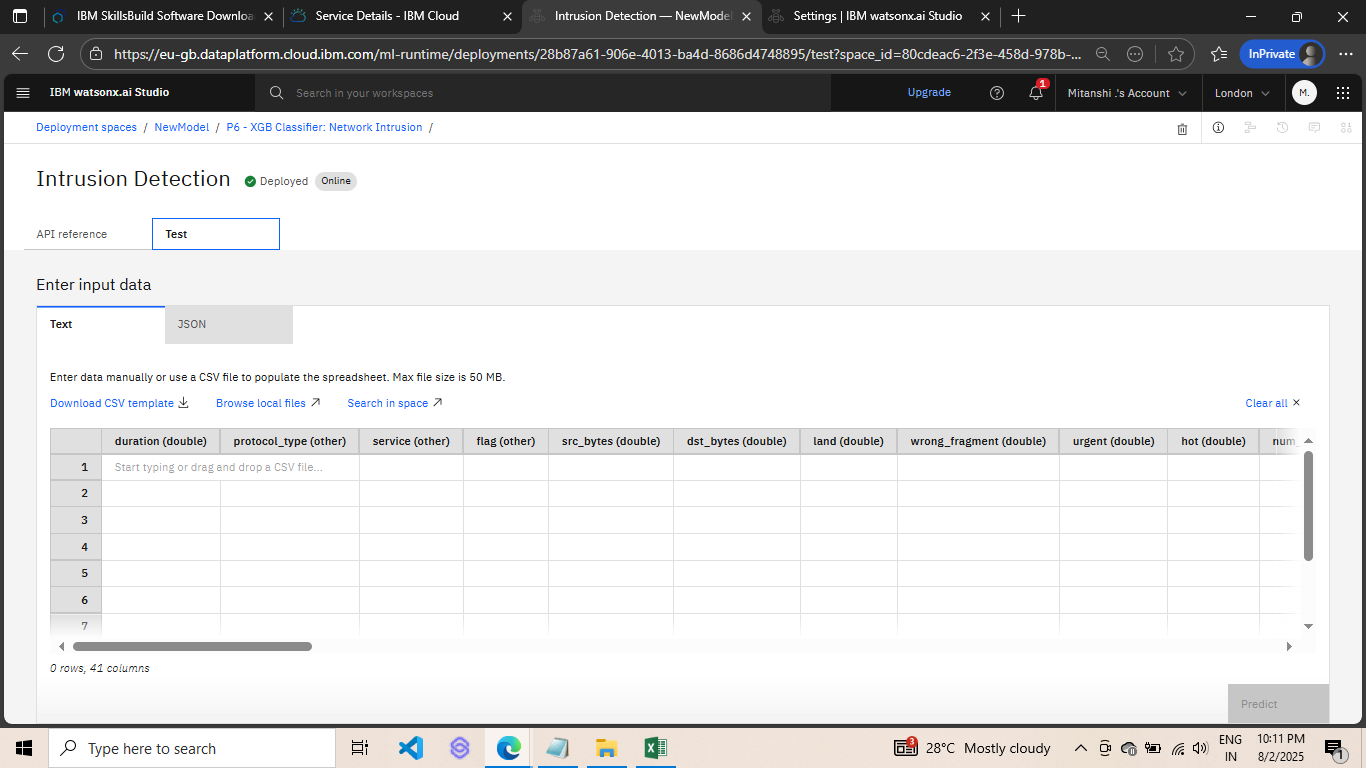 IBM SkillsBuild Software Downloa
Service Details - IBM Cloud
Intrusion Detection — NewModel
Settings | IBM watsonx.ai Studio
https://eu-gb.dataplatform.cloud.ibm.com/ml-runtime/deployments/28b87a61-906e-4013-ba4d-8686d4748895/test?space_id=80cdeac6-2f3e-458d-978b-...
InPrivate
IBM watsonx.ai Studio
Search in your workspaces
Upgrade
1
Mitanshi .'s Account
London
M.
Deployment spaces / NewModel / P6 - XGB Classifier: Network Intrusion /
Intrusion Detection
Deployed
Online
API reference
Test
Enter input data
Text
JSON
Enter data manually or use a CSV file to populate the spreadsheet. Max file size is 50 MB.
Download CSV template
Browse local files
Search in space
Clear all
duration (double) protocol_type (other) service (other) flag (other) src_bytes (double) dst_bytes (double) land (double) wrong_fragment (double) urgent (double) hot (double) num_
1 Start typing or drag and drop a CSV file...
2
3
4
5
6
7
0 rows, 41 columns
Predict
Type here to search
3
28°C Mostly cloudy
ENG
IN
10:11 PM
8/2/2025
1